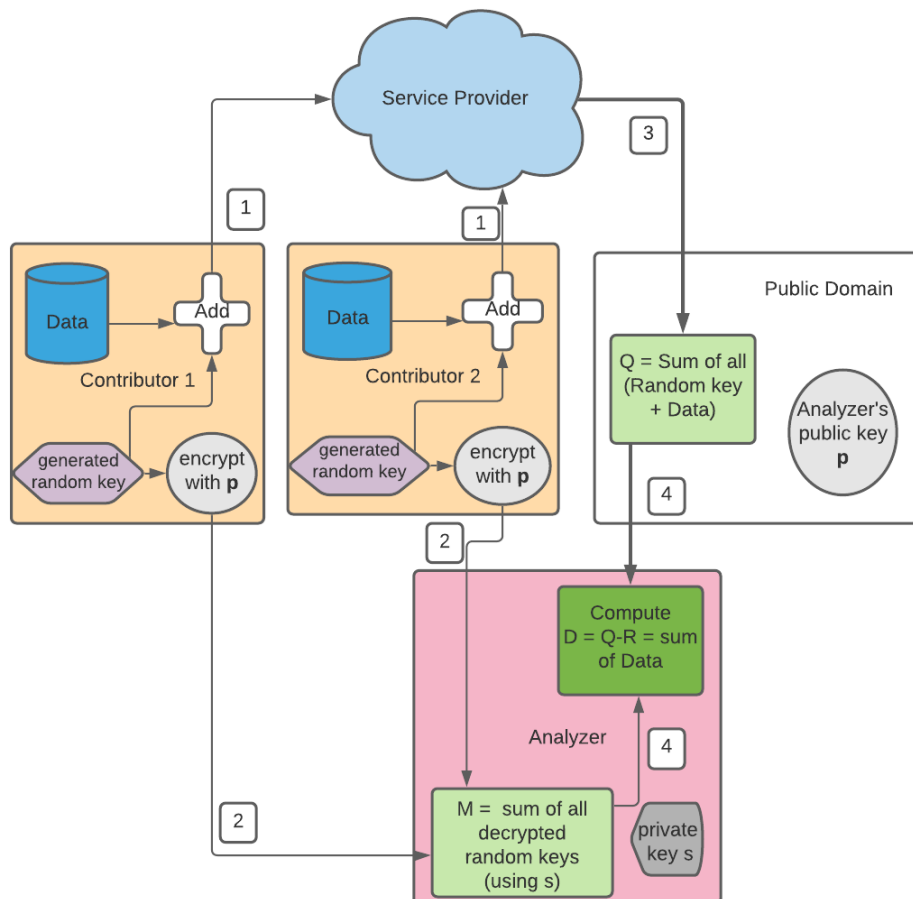 Service Provider
3
1
1
Public Domain
Data
Add
Data
Add
Contributor 1
Contributor 2
Q = Sum of all
(Random key
+ Data)
Analyzer's
public key
p
generated
random key
encrypt
with p
generated
random key
encrypt
with p
4
2
Compute
D = Q-R = sum
of Data
Analyzer
4
2
M = sum of all
decrypted
random keys
(using s)
private
key s